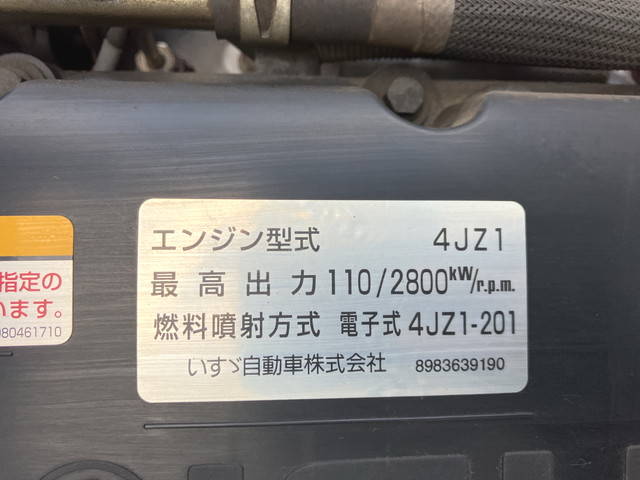 エンジン型式 4JZ1
最高出力 110/2800kW/r.p.m.
燃料噴射方式 電子式 4JZ1-201
いすゞ自動車株式会社 8983639190
指定の
います。
980461710